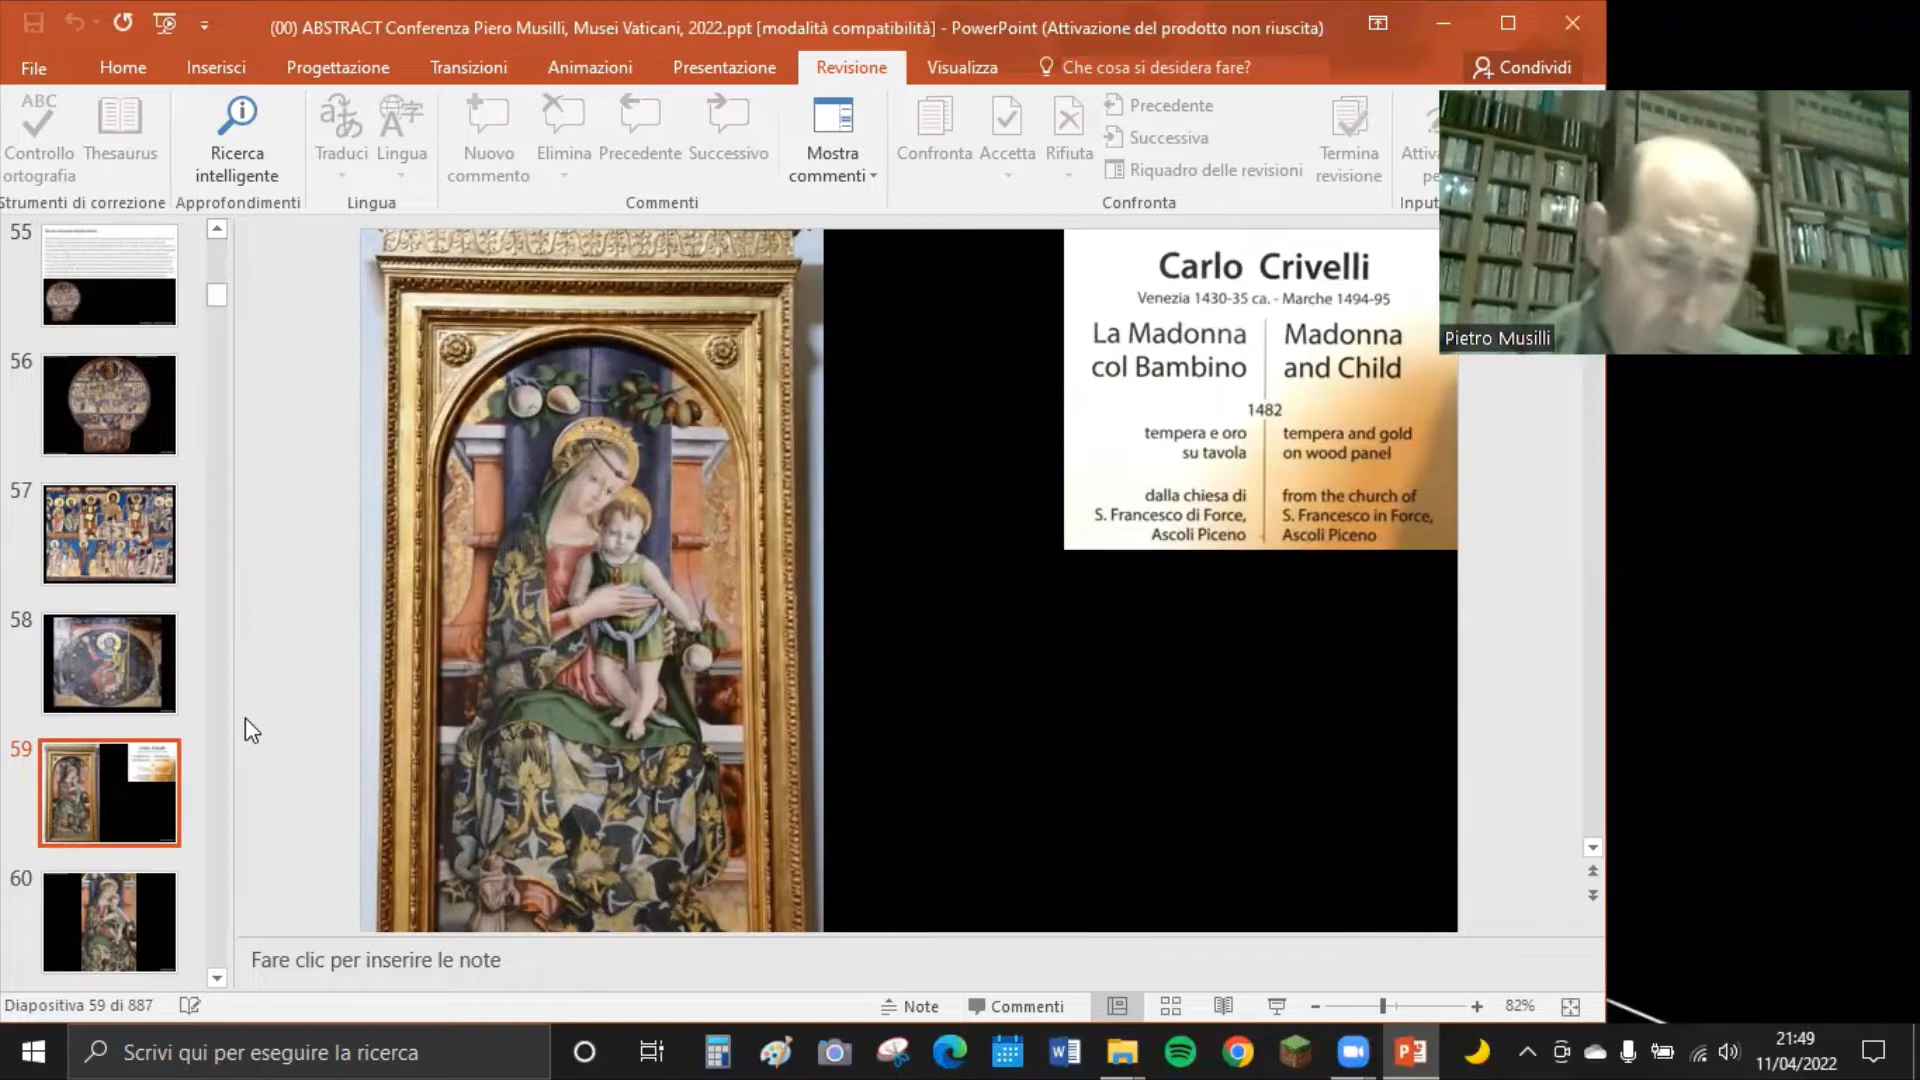 (00) ABSTRACT Conferenza Piero Musilli, Musei Vaticani, 2022.ppt [modalità compatibilità] - PowerPoint (Attivazione del prodotto non riuscita)
File Home Inserisci Progettazione Transizioni Animazioni Presentazione Revisione Visualizza Che cosa si desidera fare? Condividi
ABC
Controllo
ortografia
Thesaurus
Strumenti di correzione
Ricerca
intelligente
Approfondimenti
Traduci
Lingua
Lingua
Nuovo
commento
Elimina
Precedente
Successivo
Mostra
commenti
Commenti
Confronta
Accetta
Rifiuta
Precedente
Successiva
Riquadro delle revisioni
Termina
revisione
Confronta
Attiva
pe
Input
Pietro Musilli
55
56
57
58
59
60
Carlo Crivelli
Venezia 1430-35 ca. - Marche 1494-95
La Madonna
col Bambino
Madonna
and Child
1482
tempera e oro
su tavola
tempera and gold
on wood panel
dalla chiesa di
S. Francesco di Force,
Ascoli Piceno
from the church of
S. Francesco in Force,
Ascoli Piceno
Fare clic per inserire le note
Diapositiva 59 di 887
Note
Commenti
82%
Scrivi qui per eseguire la ricerca
21:49
11/04/2022